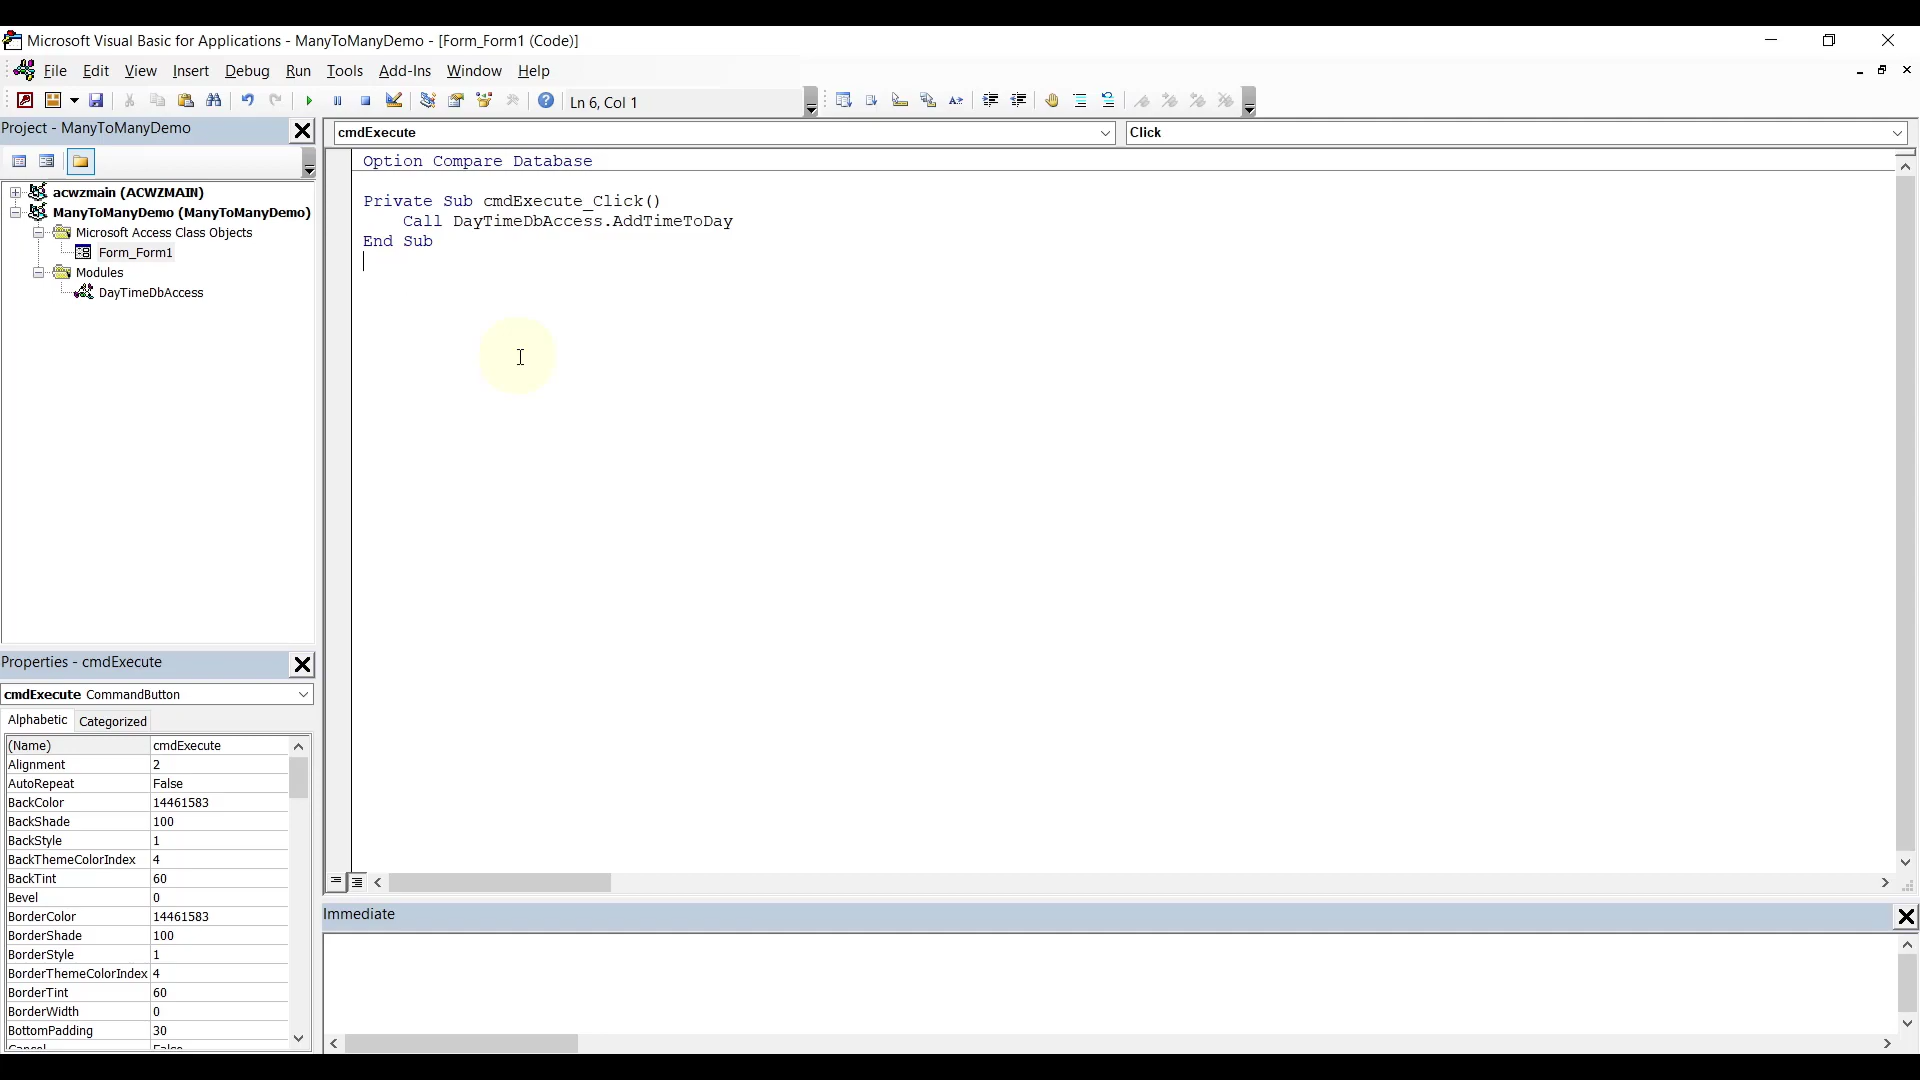 Microsoft Visual Basic for Applications - ManyToManyDemo - [Form_Form1 (Code)]
File Edit View Insert Debug Run Tools Add-Ins Window Help
Ln 6, Col 1
Project - ManyToManyDemo
acwzmain (ACWZMAIN)
ManyToManyDemo (ManyToManyDemo)
Microsoft Access Class Objects
Form_Form1
Modules
DayTimeDbAccess
cmdExecute
Click
Option Compare Database
Private Sub cmdExecute_Click()
Call DayTimeDbAccess.AddTimeToDay
End Sub
Properties - cmdExecute
cmdExecute CommandButton
Alphabetic Categorized
(Name) cmdExecute
Alignment 2
AutoRepeat False
BackColor 14461583
BackShade 100
BackStyle 1
BackThemeColorIndex 4
BackTint 60
Bevel 0
BorderColor 14461583
BorderShade 100
BorderStyle 1
BorderThemeColorIndex 4
BorderTint 60
BorderWidth 0
BottomPadding 30
Cancel False
Immediate